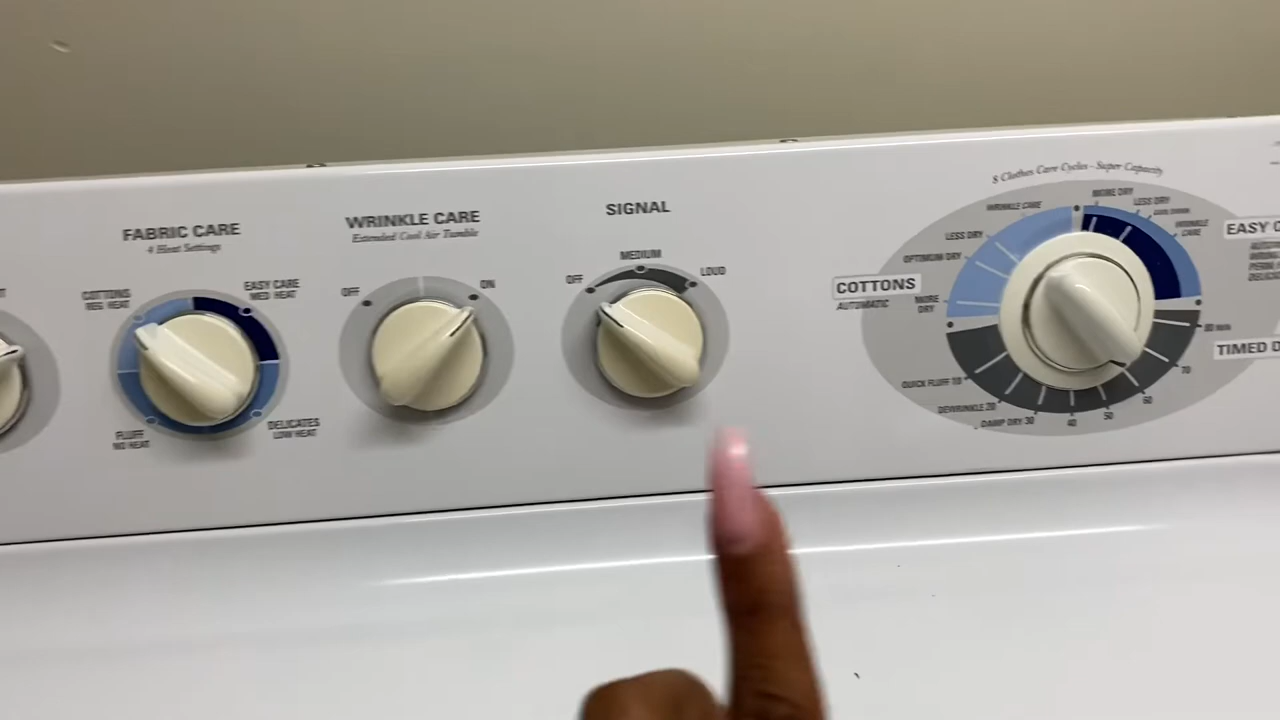 FABRIC CARE
4 Heat Settings
COTTONS
REG HEAT
EASY CARE
MED HEAT
FLUFF
NO HEAT
DELICATES
LOW HEAT
WRINKLE CARE
Extended Cool Air Tumble
OFF
ON
SIGNAL
OFF
MEDIUM
LOUD
8 Clothes Care Cycles - Super Capacity
WRINKLE CARE
LESS DRY
OPTIMUM DRY
MORE
DRY
COTTONS
AUTOMATIC
MORE DRY
LESS DRY
WRINKLE
CARE
EASY
QUICK FLUFF 10
DEWRINKLE 20
DAMP DRY 30
40
50
60
70
80 min
TIMED